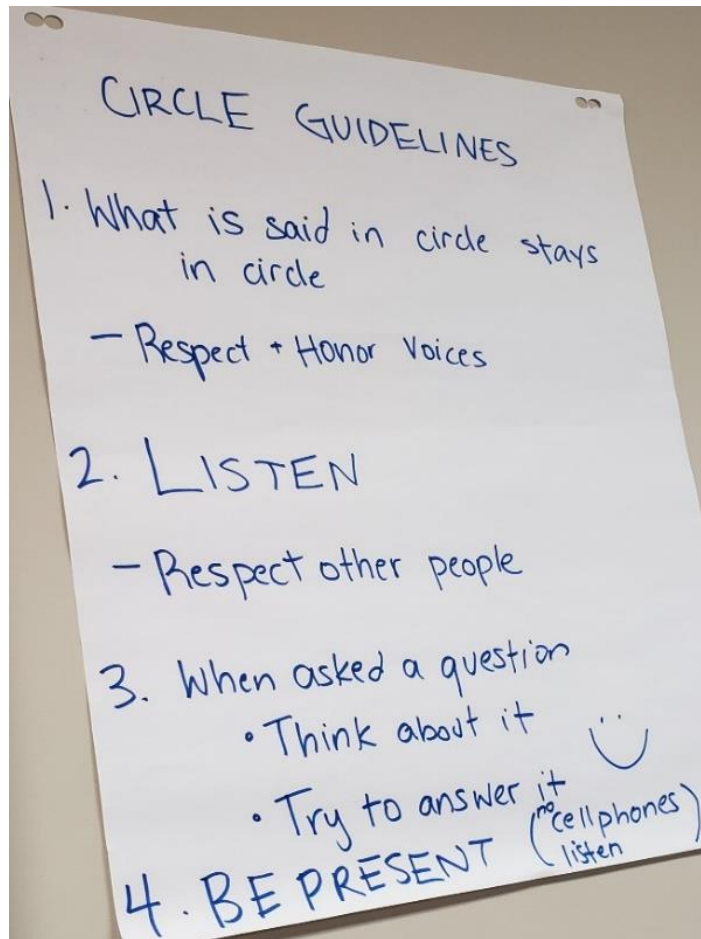 CIRCLE GUIDELINES
1. What is said in circle stays
in circle
- Respect + Honor Voices
2. LISTEN
- Respect other people
3. When asked a question
• Think about it
• Try to answer it
4. BE PRESENT (no cellphones)
listen